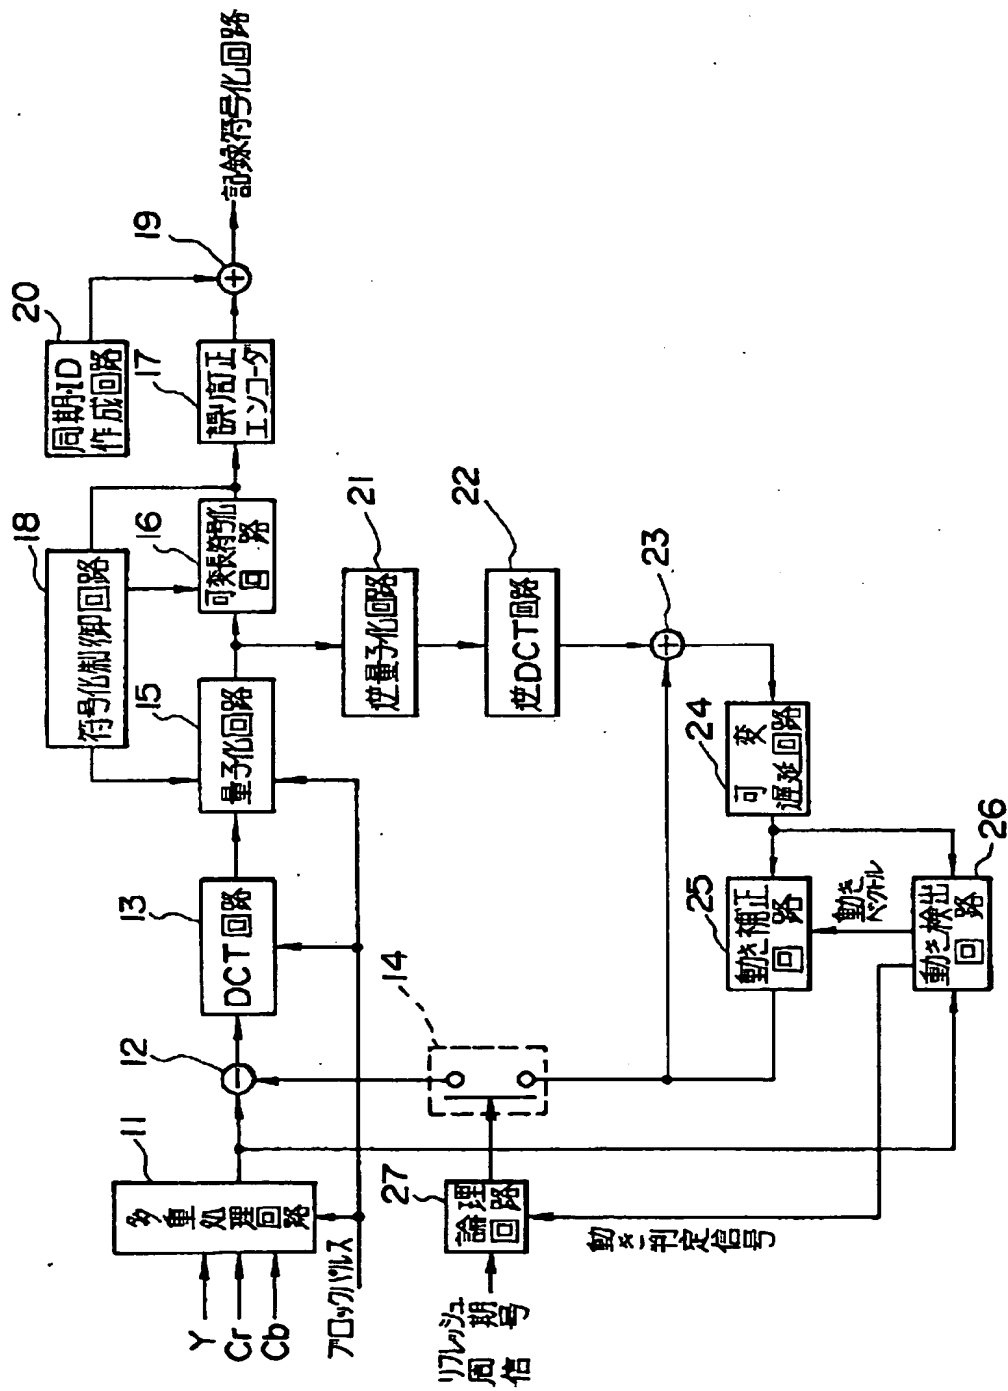 Y
Cr
Cb
多重処理回路
11
ブロックパルス
12
DCT回路
13
14
量子化回路
15
符号化制御回路
18
可変長符号化
回路
16
誤り訂正
エンコーダ
17
同期・ID
作成回路
20
19
記録符号化回路
逆量子化回路
21
逆DCT回路
22
23
可変
遅延回路
24
動き補正
回路
25
動き
ベクトル
動き検出
回路
26
論理
回路
27
リフレッシュ
周期
信号
動き判定信号